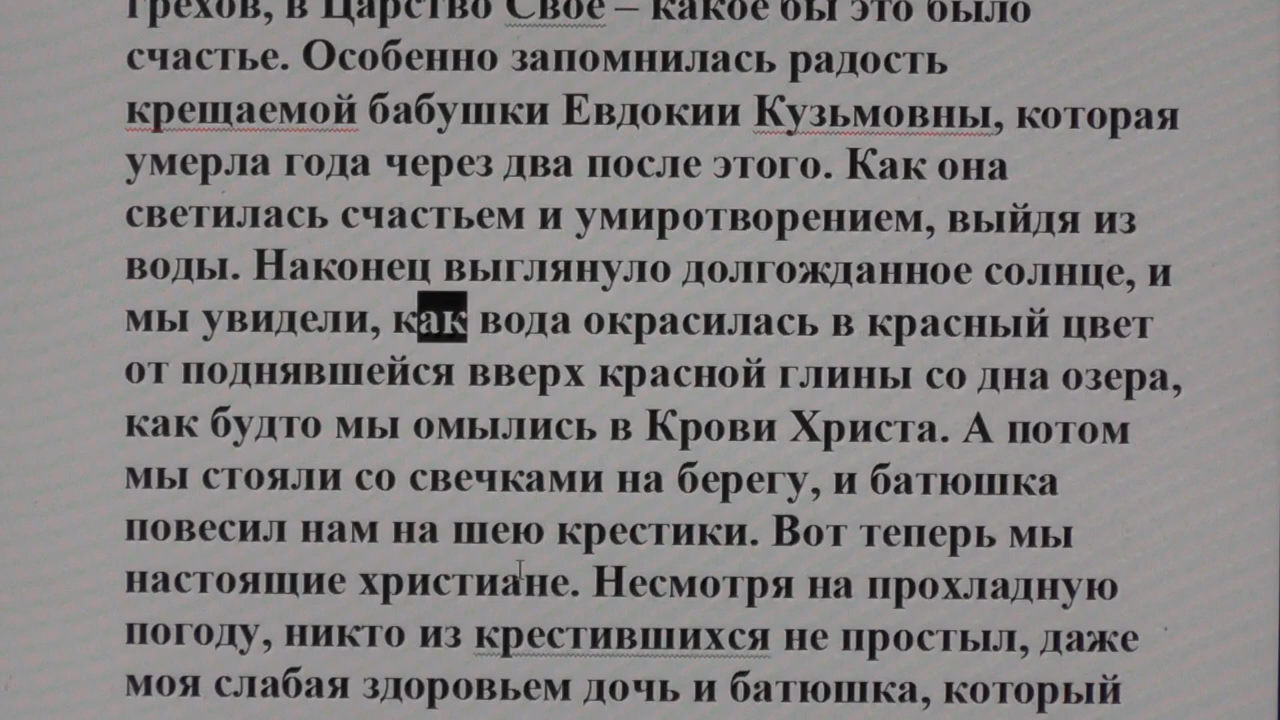 грехов, в Царство Свое – какое бы это было
счастье. Особенно запомнилась радость
крещаемой бабушки Евдокии Кузьмовны, которая
умерла года через два после этого. Как она
светилась счастьем и умиротворением, выйдя из
воды. Наконец выглянуло долгожданное солнце, и
мы увидели, как вода окрасилась в красный цвет
от поднявшейся вверх красной глины со дна озера,
как будто мы омылись в Крови Христа. А потом
мы стояли со свечками на берегу, и батюшка
повесил нам на шею крестики. Вот теперь мы
настоящие христиане. Несмотря на прохладную
погоду, никто из крестившихся не простыл, даже
моя слабая здоровьем дочь и батюшка, который